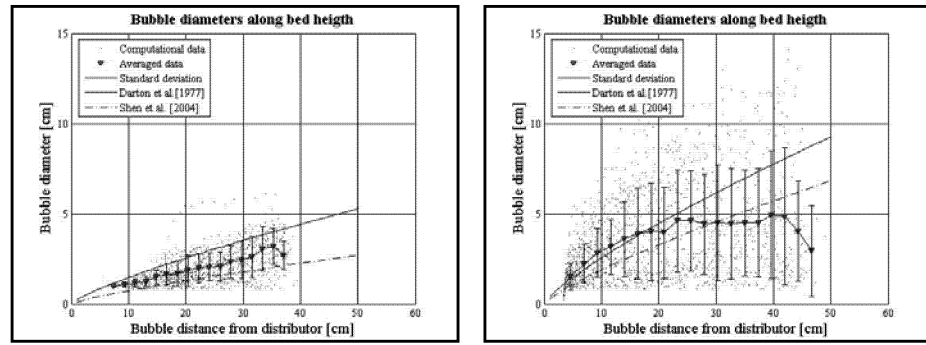 Bubble diameters along bed heigth
15
10
5
0
0
10
20
30
40
50
60
Bubble diameter [cm]
Bubble distance from distributor [cm]
Computational data
Averaged data
Standard deviation
Darton et al.[1977]
Shen et al. [2004]
Bubble diameters along bed heigth
15
10
5
0
0
10
20
30
40
50
60
Bubble diameter [cm]
Bubble distance from distributor [cm]
Computational data
Averaged data
Standard deviation
Darton et al.[1977]
Shen et al. [2004]